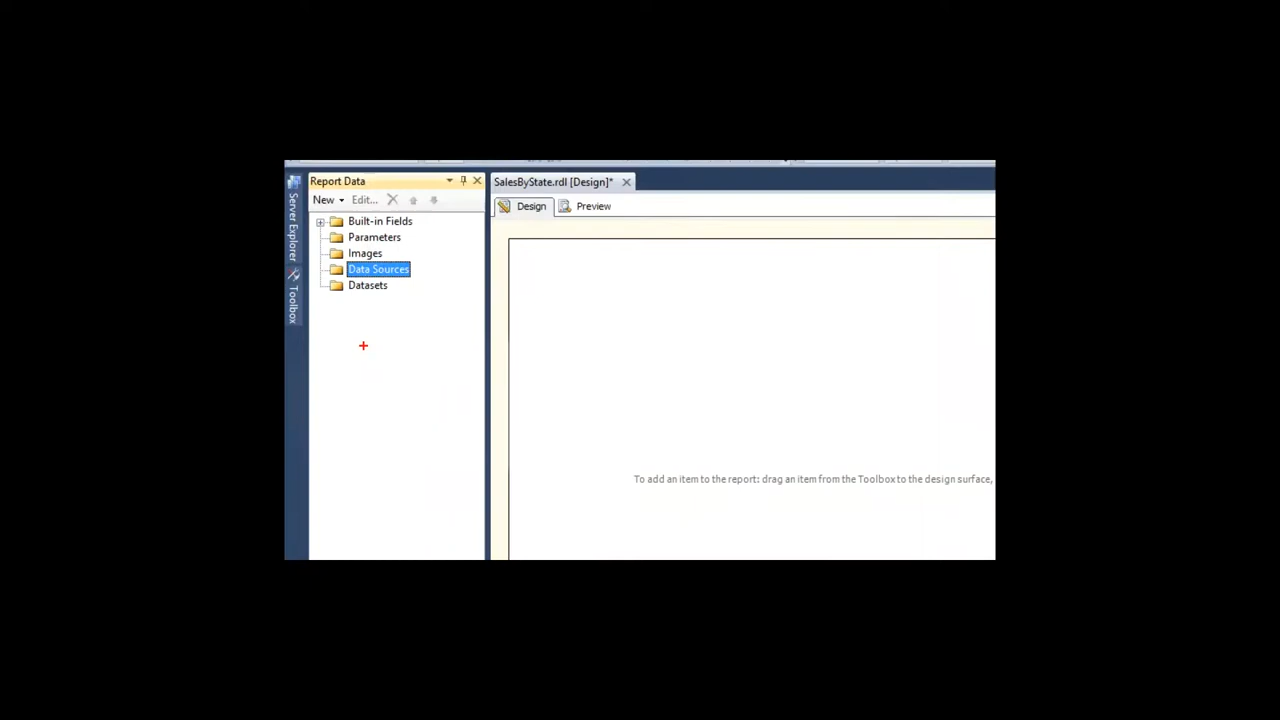 Report Data
New
Edit...
Built-in Fields
Parameters
Images
Data Sources
Datasets
Server Explorer
Toolbox
SalesByState.rdl [Design]*
Design
Preview
To add an item to the report: drag an item from the Toolbox to the design surface,